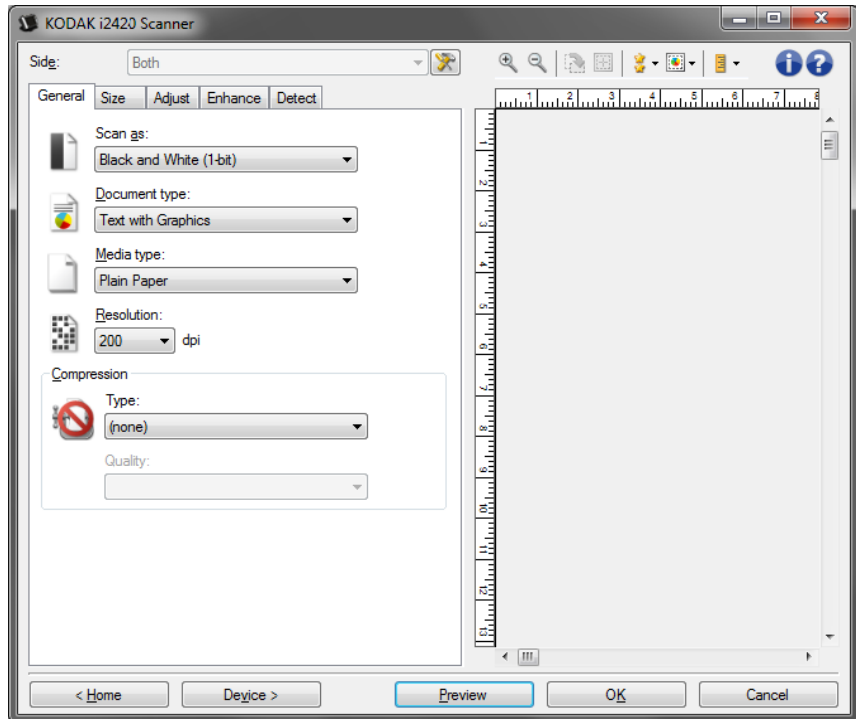 KODAK i2420 Scanner
Side: Both
General Size Adjust Enhance Detect
Scan as:
Black and White (1-bit)
Document type:
Text with Graphics
Media type:
Plain Paper
Resolution:
200 dpi
Compression
Type:
(none)
Quality:
1 2 3 4 5 6 7 8
1
2
3
4
5
6
7
8
9
10
11
12
13
< Home Device > Preview OK Cancel